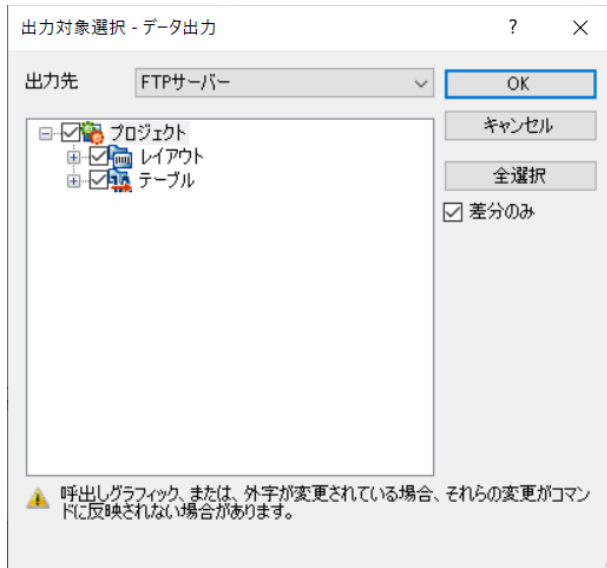 出力対象選択 - データ出力
出力先 FTPサーバー OK
プロジェクト キャンセル
レイアウト
テーブル 全選択
差分のみ
呼出しグラフィック、または、外字が変更されている場合、それらの変更がコマン
ドに反映されない場合があります。